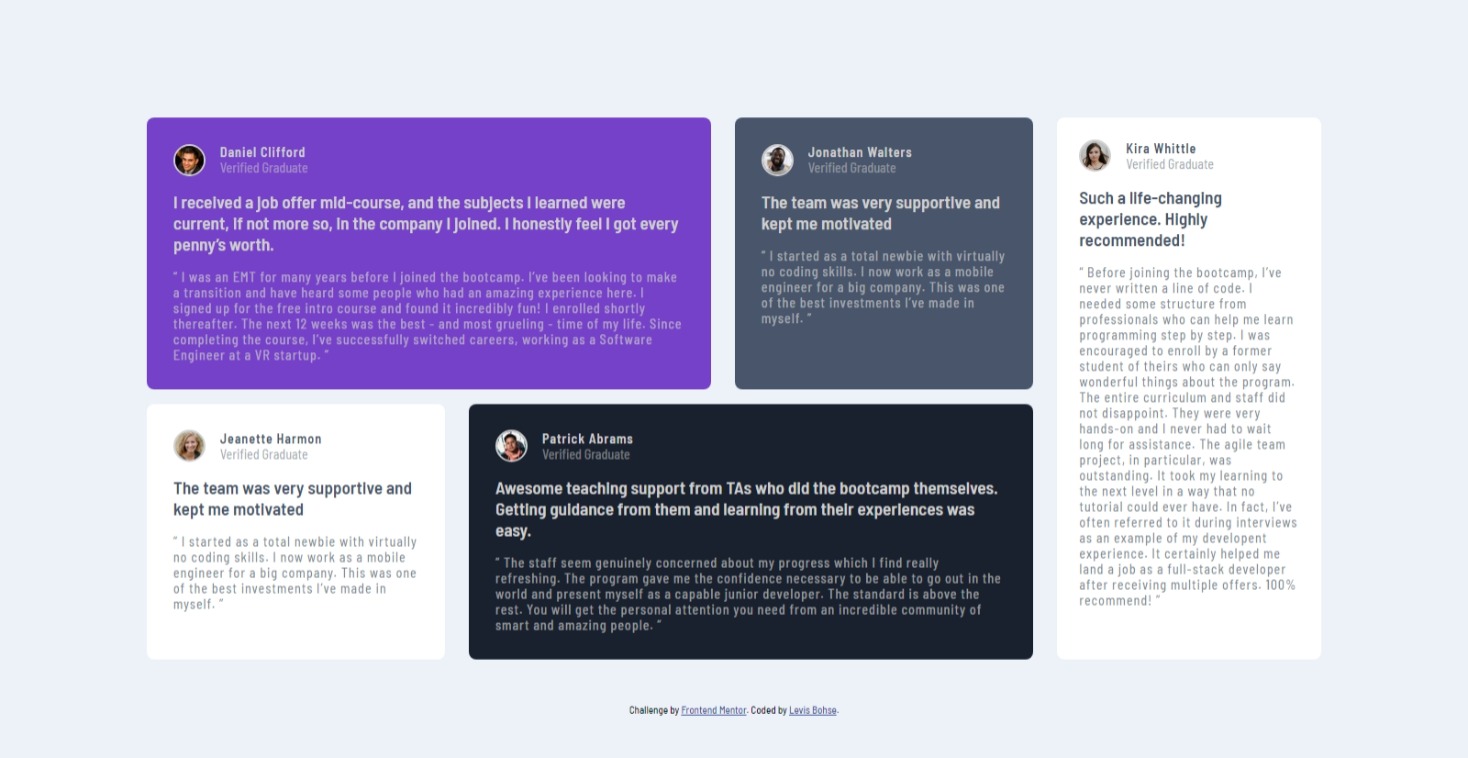 Daniel Clifford
Verified Graduate
I received a job offer mid-course, and the subjects I learned were
current, if not more so, in the company I joined. I honestly feel I got every
penny’s worth.
“ I was an EMT for many years before I joined the bootcamp. I’ve been looking to make
a transition and have heard some people who had an amazing experience here. I
signed up for the free intro course and found it incredibly fun! I enrolled shortly
thereafter. The next 12 weeks was the best - and most grueling - time of my life. Since
completing the course, I’ve successfully switched careers, working as a Software
Engineer at a VR startup. ”
Jonathan Walters
Verified Graduate
The team was very supportive and
kept me motivated
“ I started as a total newbie with virtually
no coding skills. I now work as a mobile
engineer for a big company. This was one
of the best investments I’ve made in
myself. ”
Kira Whittle
Verified Graduate
Such a life-changing
experience. Highly
recommended!
“ Before joining the bootcamp, I’ve
never written a line of code. I
needed some structure from
professionals who can help me learn
programming step by step. I was
encouraged to enroll by a former
student of theirs who can only say
wonderful things about the program.
The entire curriculum and staff did
not disappoint. They were very
hands-on and I never had to wait
long for assistance. The agile team
project, in particular, was
outstanding. It took my learning to
the next level in a way that no
tutorial could ever have. In fact, I’ve
often referred to it during interviews
as an example of my developent
experience. It certainly helped me
land a job as a full-stack developer
after receiving multiple offers. 100%
recommend! ”
Jeanette Harmon
Verified Graduate
The team was very supportive and
kept me motivated
“ I started as a total newbie with virtually
no coding skills. I now work as a mobile
engineer for a big company. This was one
of the best investments I’ve made in
myself. ”
Patrick Abrams
Verified Graduate
Awesome teaching support from TAs who did the bootcamp themselves.
Getting guidance from them and learning from their experiences was
easy.
“ The staff seem genuinely concerned about my progress which I find really
refreshing. The program gave me the confidence necessary to be able to go out in the
world and present myself as a capable junior developer. The standard is above the
rest. You will get the personal attention you need from an incredible community of
smart and amazing people. ”
Challenge by Frontend Mentor. Coded by Levis Bohse.